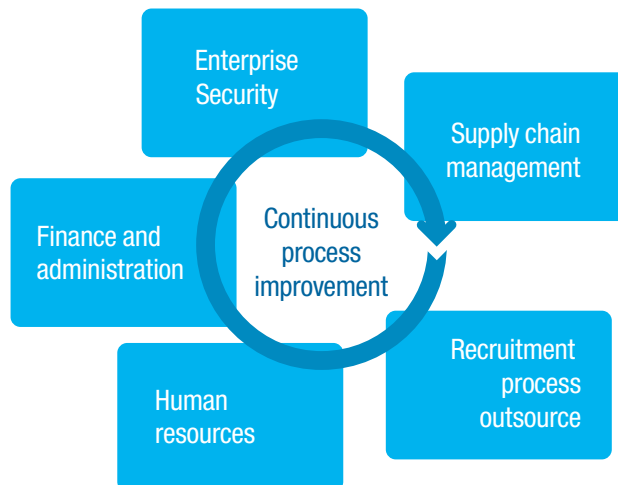 Enterprise
Security
Supply chain
management
Finance and
administration
Continuous
process
improvement
Human
resources
Recruitment
process
outsource